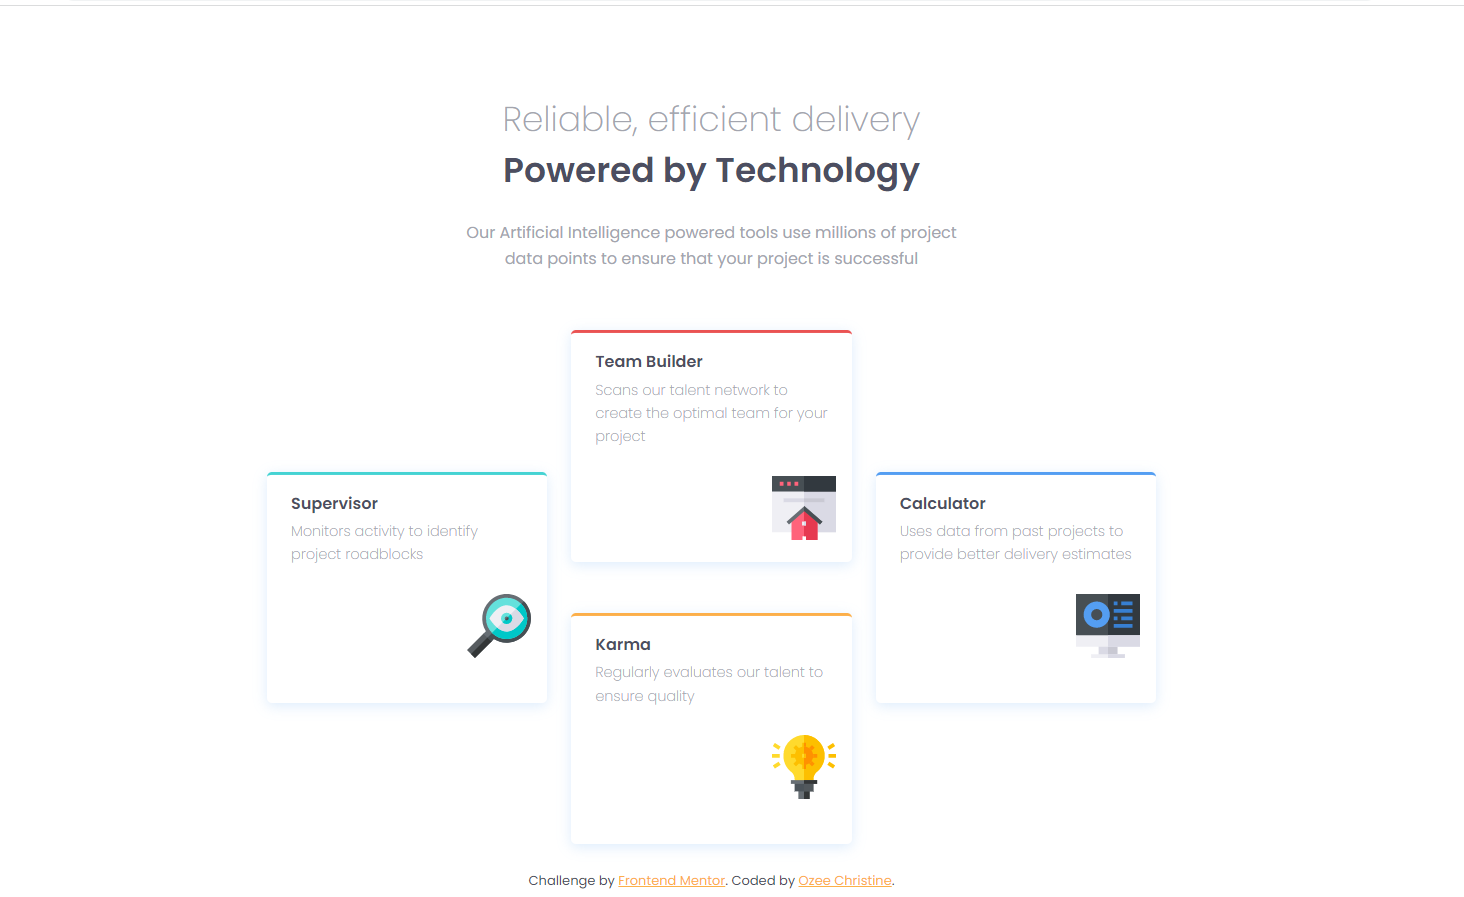 Reliable, efficient delivery
Powered by Technology
Our Artificial Intelligence powered tools use millions of project
data points to ensure that your project is successful
Team Builder
Scans our talent network to
create the optimal team for your
project
Supervisor
Monitors activity to identify
project roadblocks
Calculator
Uses data from past projects to
provide better delivery estimates
Karma
Regularly evaluates our talent to
ensure quality
Challenge by Frontend Mentor. Coded by Ozee Christine.